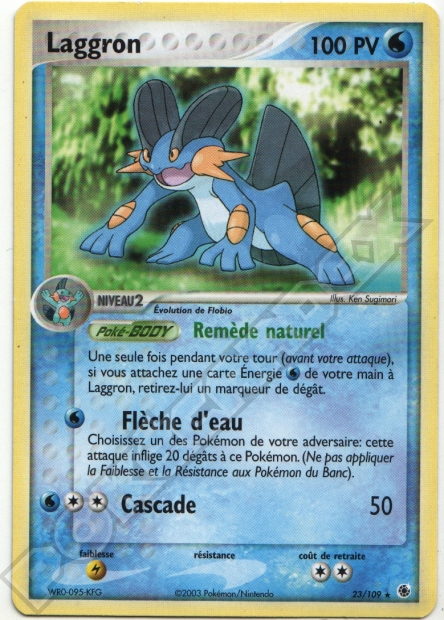 Laggron 100 PV
NIVEAU2
Évolution de Flobio
Illus. Ken Sugimori
Poké-BODY Remède naturel
Une seule fois pendant votre tour (avant votre attaque),
si vous attachez une carte Énergie de votre main à
Laggron, retirez-lui un marqueur de dégât.
Flèche d'eau
Choisissez un des Pokémon de votre adversaire: cette
attaque inflige 20 dégâts à ce Pokémon. (Ne pas appliquer
la Faiblesse et la Résistance aux Pokémon du Banc).
Cascade 50
faiblesse résistance coût de retraite
WR0-095-KFG ©2003 Pokémon/Nintendo 23/109 ★